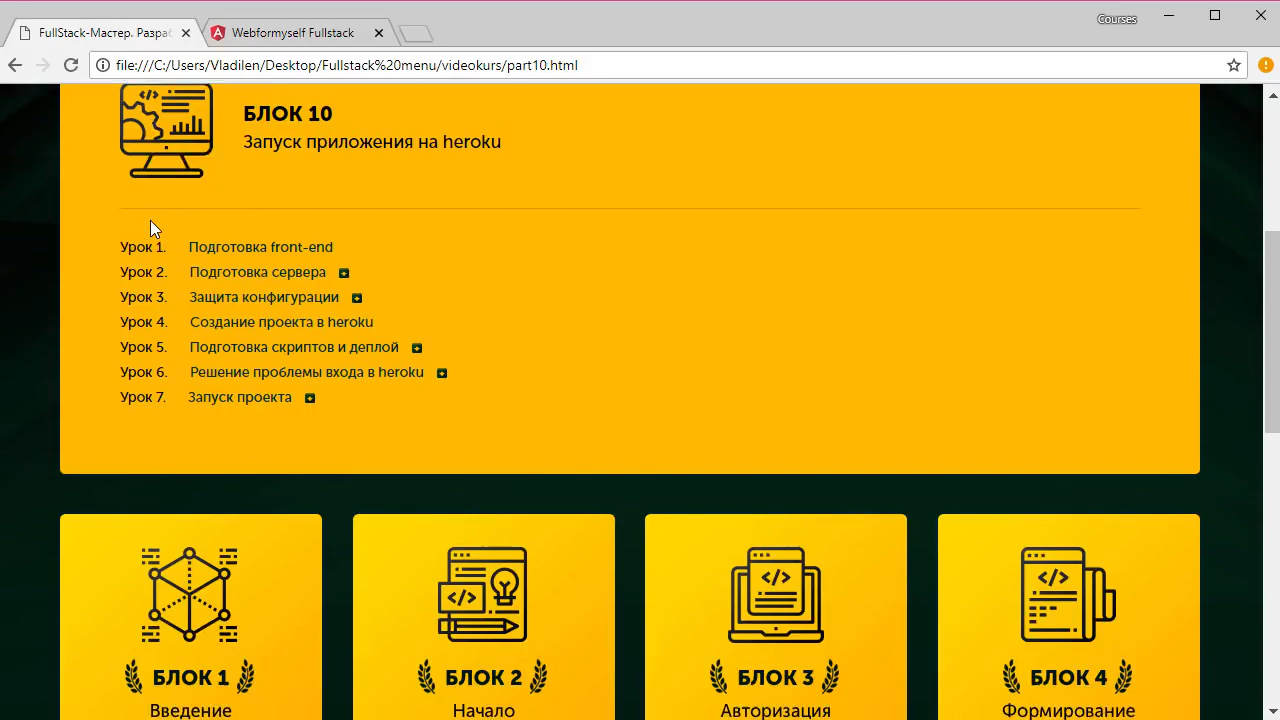 Courses
FullStack-Мастер. Разраб
Webformyself Fullstack
file:///C:/Users/Vladilen/Desktop/Fullstack%20menu/videokurs/part10.html
БЛОК 10
Запуск приложения на heroku
Урок 1. Подготовка front-end
Урок 2. Подготовка сервера
Урок 3. Защита конфигурации
Урок 4. Создание проекта в heroku
Урок 5. Подготовка скриптов и деплой
Урок 6. Решение проблемы входа в heroku
Урок 7. Запуск проекта
БЛОК 1 БЛОК 2 БЛОК 3 БЛОК 4
Введение Начало Авторизация Формирование